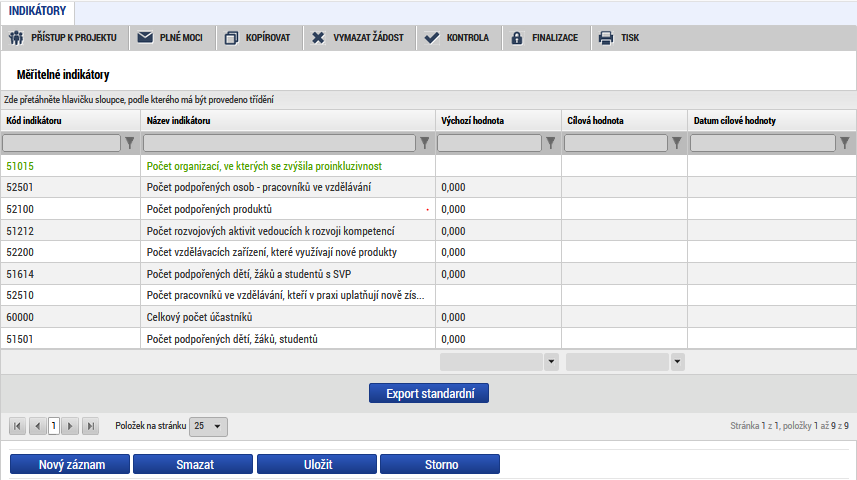 INDIKÁTORY
PŘÍSTUP K PROJEKTU PLNÉ MOCI KOPÍROVAT VYMAZAT ŽÁDOST KONTROLA FINALIZACE TISK
Měřitelné indikátory
Zde přetáhněte hlavičku sloupce, podle kterého má být provedeno třídění
Kód indikátoru Název indikátoru Výchozí hodnota Cílová hodnota Datum cílové hodnoty
51015 Počet organizací, ve kterých se zvýšila proinkluzivnost
52501 Počet podpořených osob - pracovníků ve vzdělávání 0,000
52100 Počet podpořených produktů 0,000
51212 Počet rozvojových aktivit vedoucích k rozvoji kompetencí 0,000
52200 Počet vzdělávacích zařízení, které využívají nové produkty 0,000
51614 Počet podpořených dětí, žáků a studentů s SVP 0,000
52510 Počet pracovníků ve vzdělávání, kteří v praxi uplatňují nově zís...
60000 Celkový počet účastníků 0,000
51501 Počet podpořených dětí, žáků, studentů 0,000
Export standardní
1 Položek na stránku 25 Stránka 1 z 1, položky 1 až 9 z 9
Nový záznam Smazat Uložit Storno